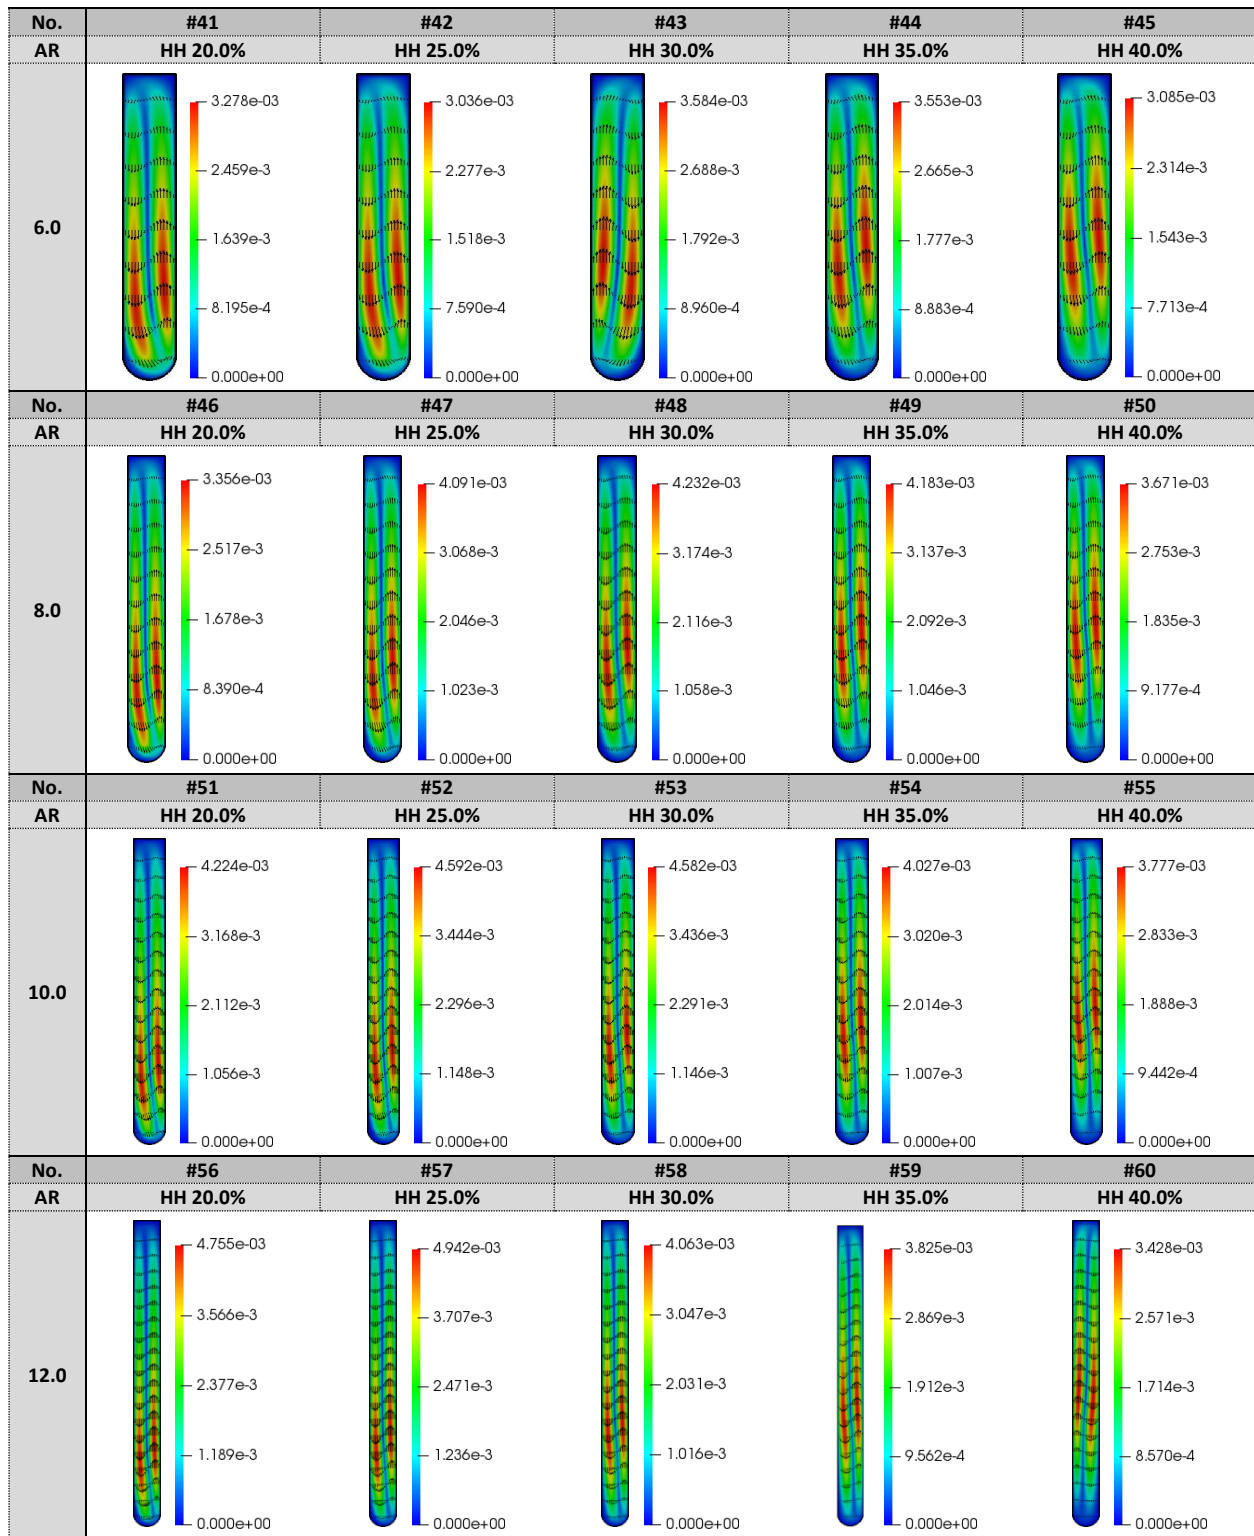 No. #41 #42 #43 #44 #45
AR HH 20.0% HH 25.0% HH 30.0% HH 35.0% HH 40.0%
6.0
3.278e-03 3.036e-03 3.584e-03 3.553e-03 3.085e-03
2.459e-3 2.277e-3 2.688e-3 2.665e-3 2.314e-3
1.639e-3 1.518e-3 1.792e-3 1.777e-3 1.543e-3
8.195e-4 7.590e-4 8.960e-4 8.883e-4 7.713e-4
0.000e+00 0.000e+00 0.000e+00 0.000e+00 0.000e+00
No. #46 #47 #48 #49 #50
AR HH 20.0% HH 25.0% HH 30.0% HH 35.0% HH 40.0%
8.0
3.356e-03 4.091e-03 4.232e-03 4.183e-03 3.671e-03
2.517e-3 3.068e-3 3.174e-3 3.137e-3 2.753e-3
1.678e-3 2.046e-3 2.116e-3 2.092e-3 1.835e-3
8.390e-4 1.023e-3 1.058e-3 1.046e-3 9.177e-4
0.000e+00 0.000e+00 0.000e+00 0.000e+00 0.000e+00
No. #51 #52 #53 #54 #55
AR HH 20.0% HH 25.0% HH 30.0% HH 35.0% HH 40.0%
10.0
4.224e-03 4.592e-03 4.582e-03 4.027e-03 3.777e-03
3.168e-3 3.444e-3 3.436e-3 3.020e-3 2.833e-3
2.112e-3 2.296e-3 2.291e-3 2.014e-3 1.888e-3
1.056e-3 1.148e-3 1.146e-3 1.007e-3 9.442e-4
0.000e+00 0.000e+00 0.000e+00 0.000e+00 0.000e+00
No. #56 #57 #58 #59 #60
AR HH 20.0% HH 25.0% HH 30.0% HH 35.0% HH 40.0%
12.0
4.755e-03 4.942e-03 4.063e-03 3.825e-03 3.428e-03
3.566e-3 3.707e-3 3.047e-3 2.869e-3 2.571e-3
2.377e-3 2.471e-3 2.031e-3 1.912e-3 1.714e-3
1.189e-3 1.236e-3 1.016e-3 9.562e-4 8.570e-4
0.000e+00 0.000e+00 0.000e+00 0.000e+00 0.000e+00